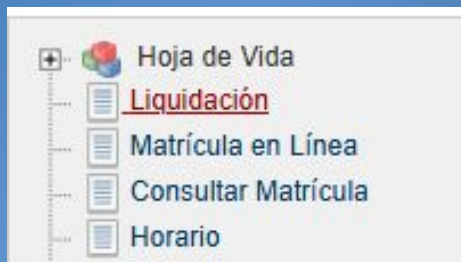 Hoja de Vida
Liquidación
Matrícula en Línea
Consultar Matrícula
Horario